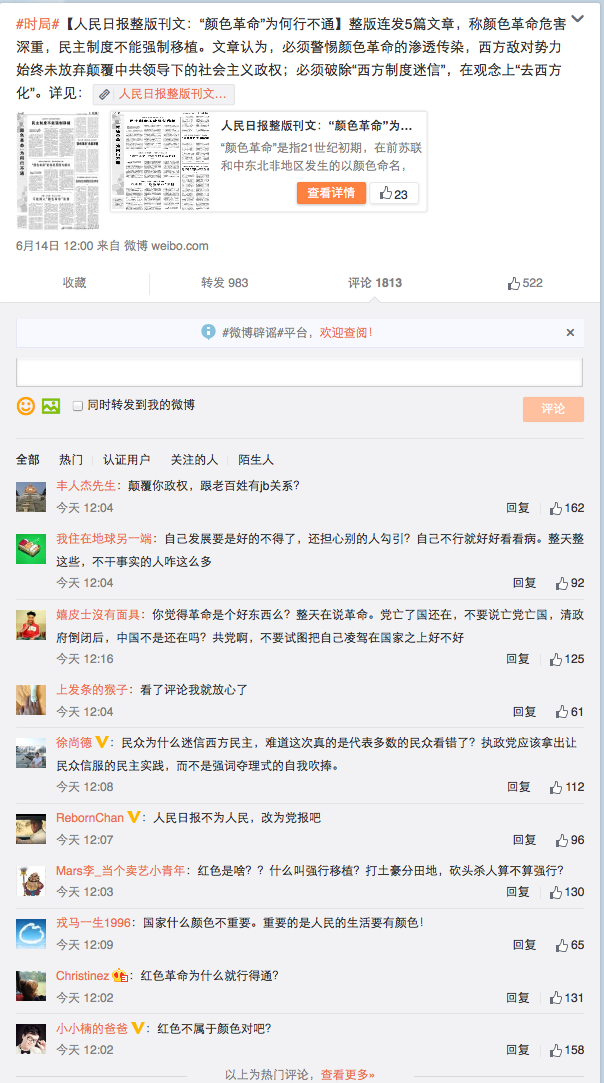 #时局#【人民日报整版刊文：“颜色革命”为何行不通】整版连发5篇文章，称颜色革命危害
深重，民主制度不能强制移植。文章认为，必须警惕颜色革命的渗透传染，西方敌对势力
始终未放弃颠覆中共领导下的社会主义政权；必须破除“西方制度迷信”，在观念上“去西方
化”。详见： 人民日报整版刊文...
人民日报整版刊文：“颜色革命”为...
“颜色革命”是指21世纪初期，在前苏联
和中东北非地区发生的以颜色命名，
查看详情 23
6月14日 12:00 来自 微博 weibo.com
收藏 转发 983 评论 1813 522
#微博辟谣#平台，欢迎查阅！ ×
同时转发到我的微博 评论
全部 热门 认证用户 关注的人 陌生人
丰人杰先生：颠覆你政权，跟老百姓有jb关系?
今天 12:04 回复 162
我住在地球另一端：自己发展要是好的不得了，还担心别的人勾引？自己不行就好好看看病。整天整
这些，不干事实的人咋这么多
今天 12:04 回复 92
嬉皮士沒有面具：你觉得革命是个好东西么？整天在说革命。党亡了国还在，不要说亡党亡国，清政
府倒闭后，中国不是还在吗？共党啊，不要试图把自己凌驾在国家之上好不好
今天 12:16 回复 125
上发条的猴子：看了评论我就放心了
今天 12:04 回复 61
徐尚德 ：民众为什么迷信西方民主，难道这次真的是代表多数的民众看错了？执政党应该拿出让
民众信服的民主实践，而不是强词夺理式的自我吹捧。
今天 12:08 回复 112
RebornChan ：人民日报不为人民，改为党报吧
今天 12:07 回复 96
Mars李_当个卖艺小青年：红色是啥？？什么叫强行移植？打土豪分田地，砍头杀人算不算强行？
今天 12:03 回复 130
戎马一生1996：国家什么颜色不重要。重要的是人民的生活要有颜色！
今天 12:09 回复 65
Christinez ：红色革命为什么就行得通?
今天 12:02 回复 131
小小楠的爸爸 ：红色不属于颜色对吧?
今天 12:02 回复 158
以上为热门评论，查看更多»